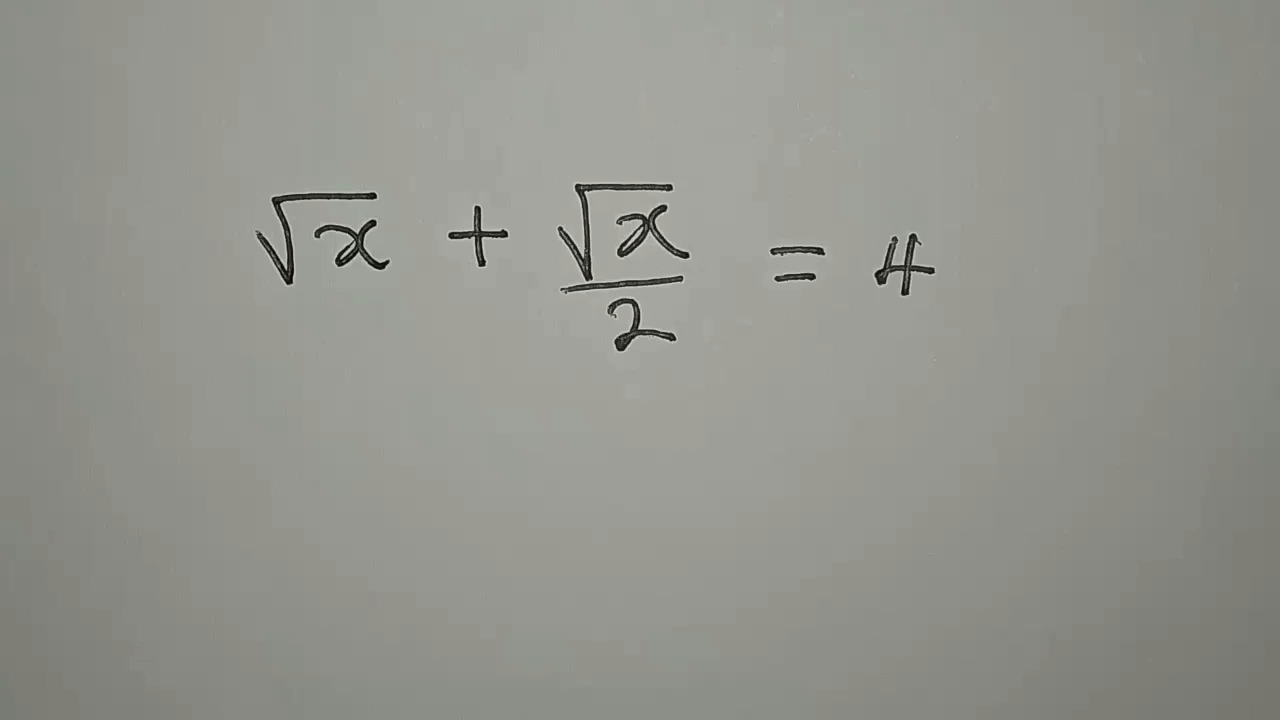 √x + √x/2 = 4